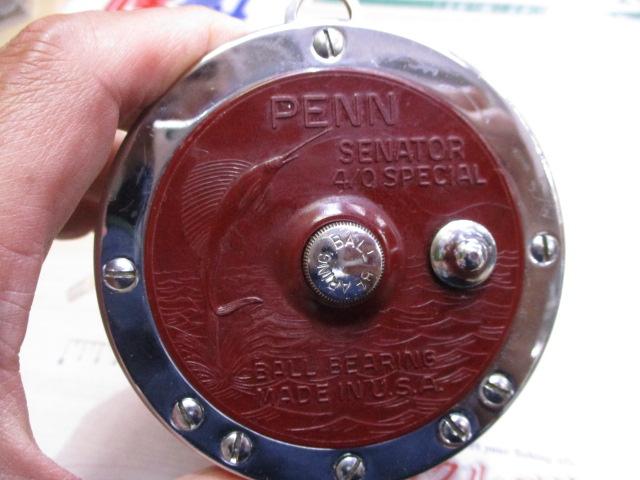 PENN
SENATOR
4/0 SPECIAL
BALL BEARING
BALL BEARING
MADE IN U.S.A.